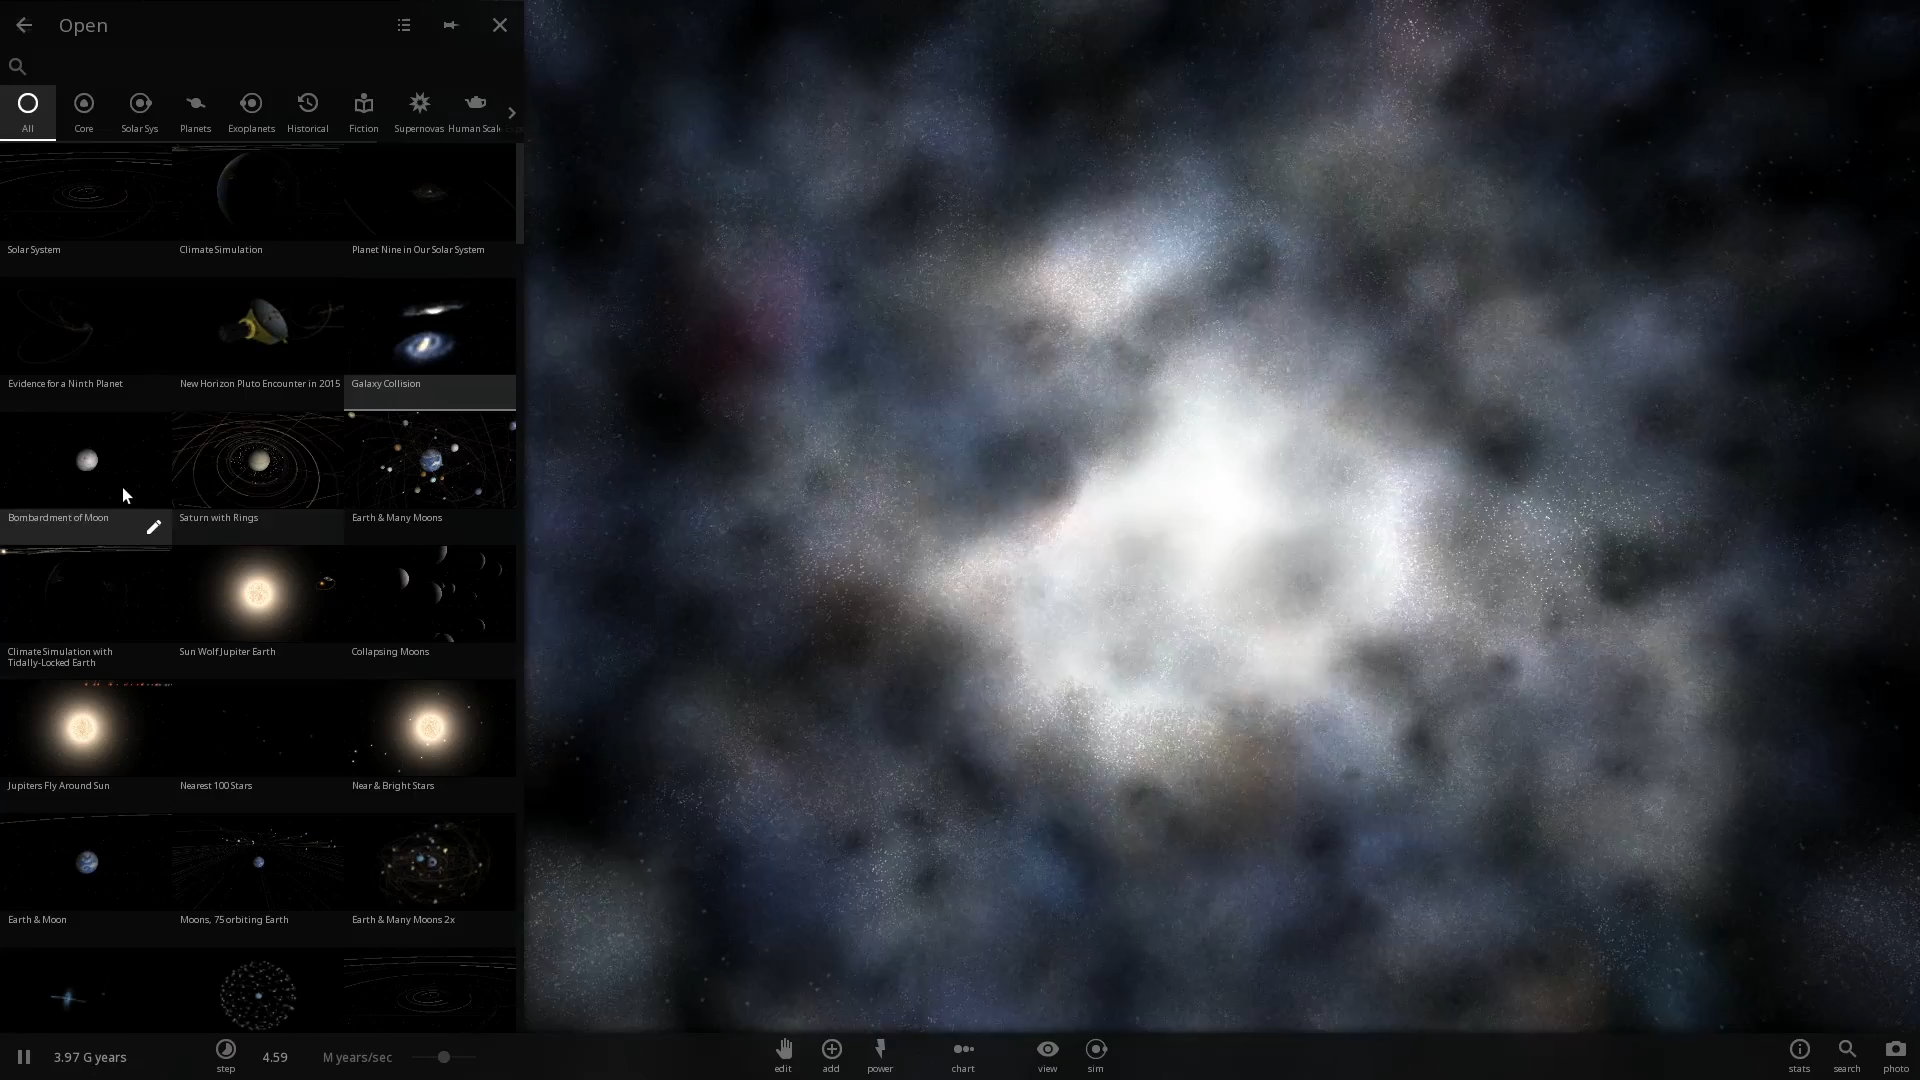 Open
All
Core
Solar Sys
Planets
Exoplanets
Historical
Fiction
Supernovas
Human Scal
Solar System
Climate Simulation
Planet Nine in Our Solar System
Evidence for a Ninth Planet
New Horizon Pluto Encounter in 2015
Galaxy Collision
Bombardment of Moon
Saturn with Rings
Earth & Many Moons
Climate Simulation with
Tidally-Locked Earth
Sun Wolf Jupiter Earth
Collapsing Moons
Jupiters Fly Around Sun
Nearest 100 Stars
Near & Bright Stars
Earth & Moon
Moons, 75 orbiting Earth
Earth & Many Moons 2x
3.97 G years
step
4.59
M years/sec
edit
add
power
chart
view
sim
stats
search
photo